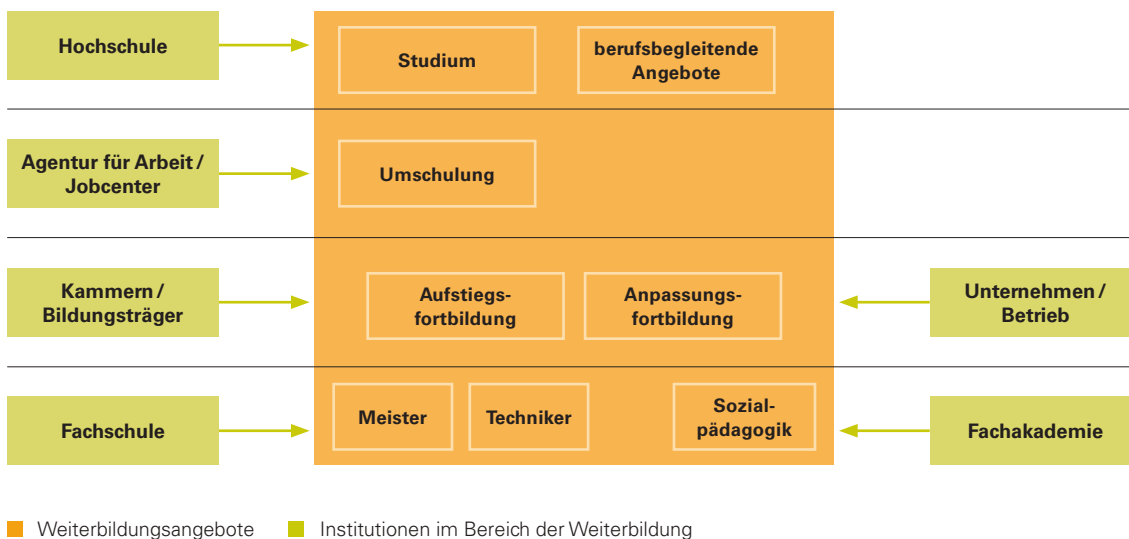 Hochschule
Studium
berufsbegleitende
Angebote
Agentur für Arbeit /
Jobcenter
Umschulung
Kammern /
Bildungsträger
Aufstiegs-
fortbildung
Anpassungs-
fortbildung
Unternehmen /
Betrieb
Fachschule
Meister
Techniker
Sozial-
pädagogik
Fachakademie
Weiterbildungsangebote
Institutionen im Bereich der Weiterbildung